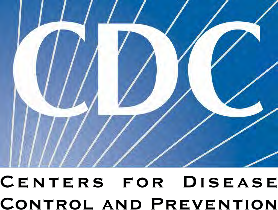 CDC
CENTERS FOR DISEASE
CONTROL AND PREVENTION